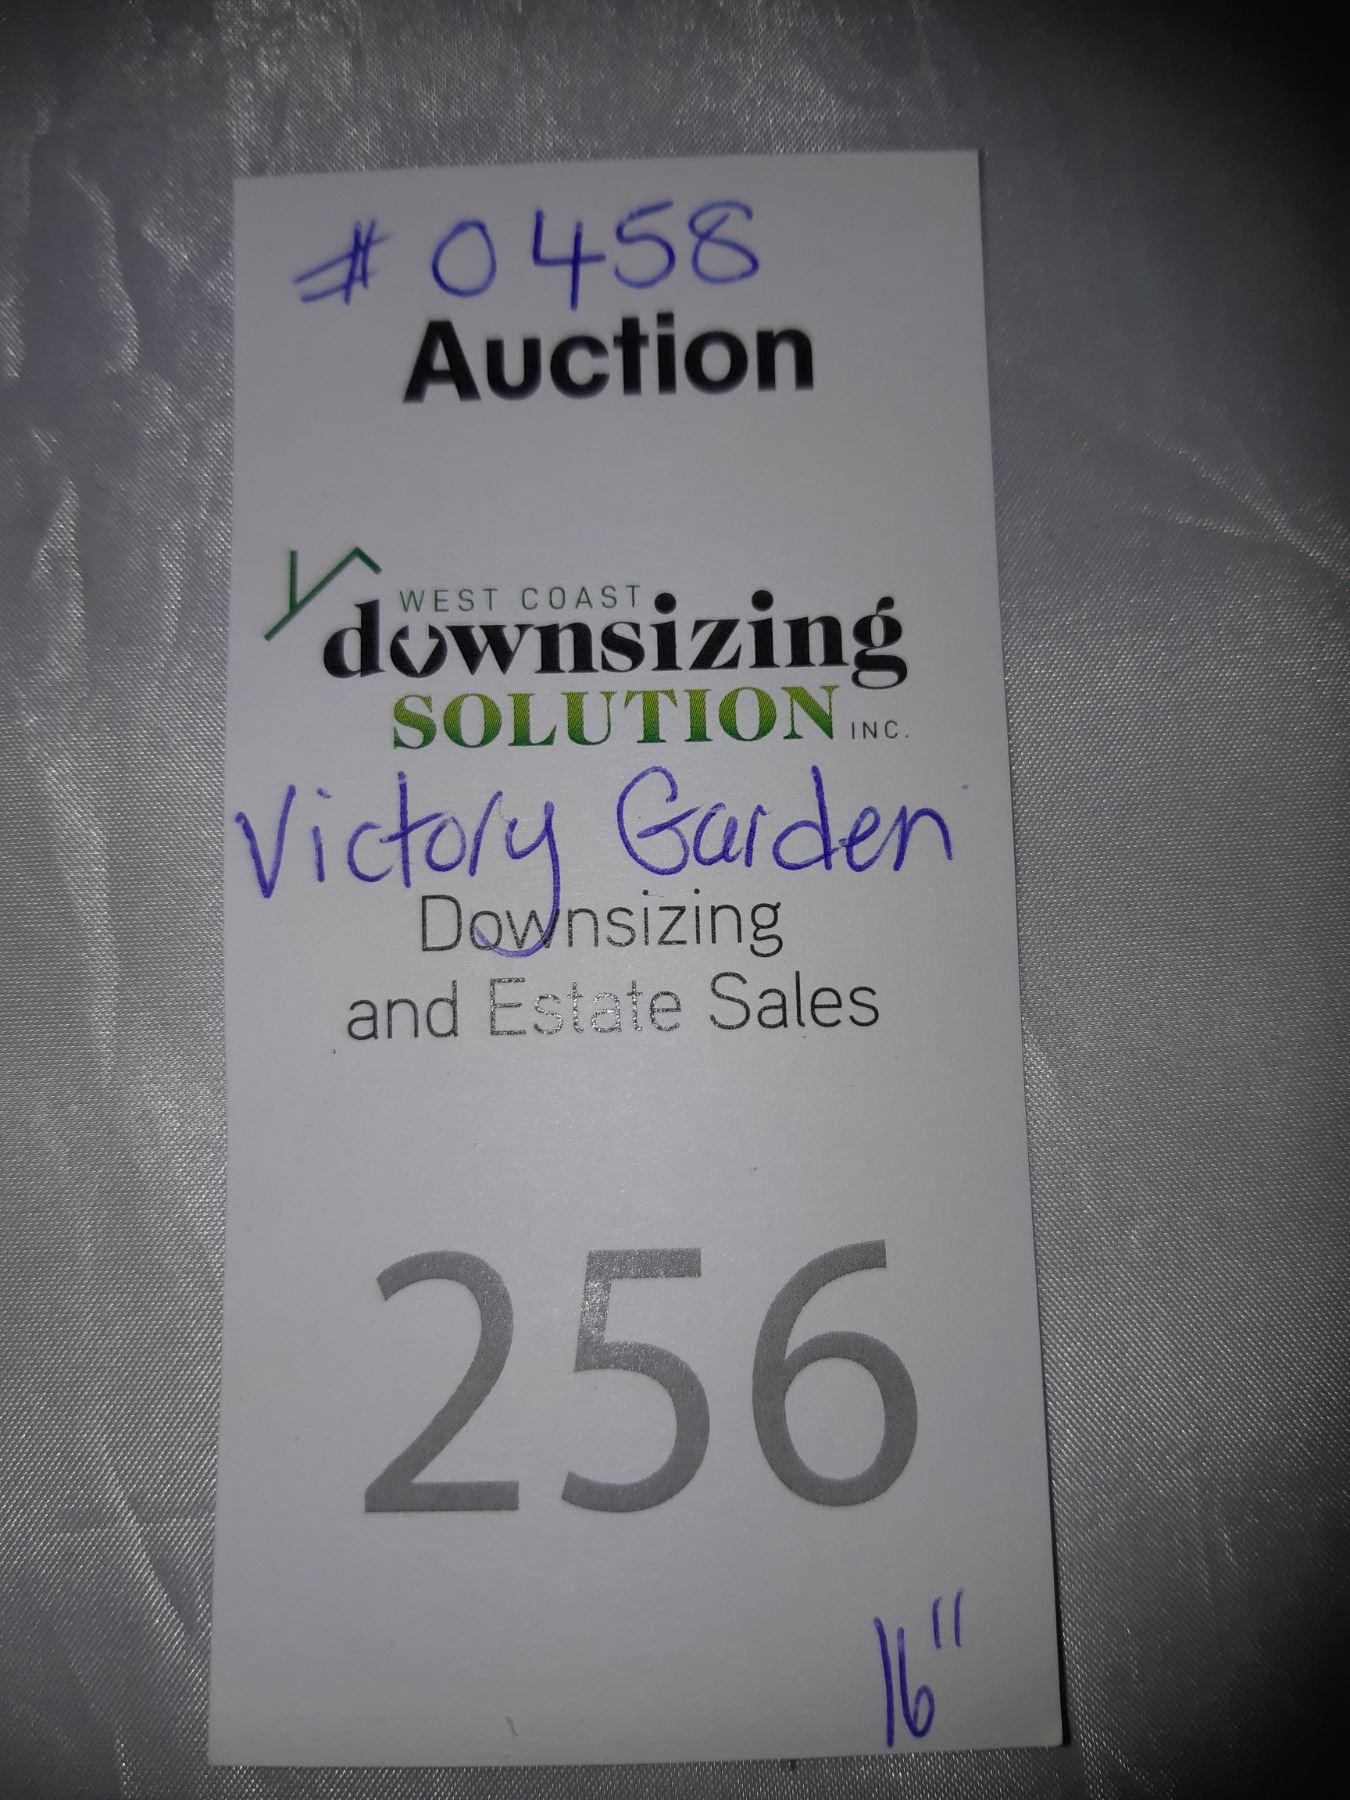 #0458
Auction
WEST COAST
downsizing
SOLUTION INC.
Victory Garden
Downsizing
and Estate Sales
256
16"